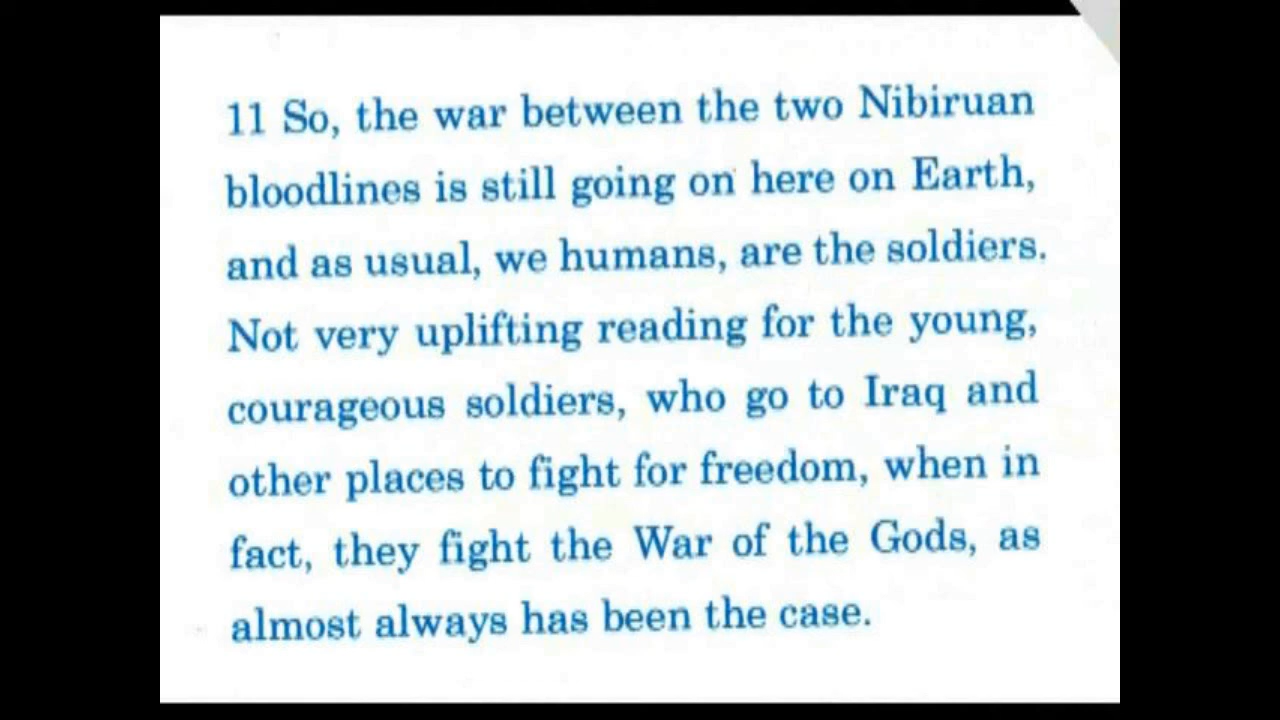 11 So, the war between the two Nibiruan
bloodlines is still going on here on Earth,
and as usual, we humans, are the soldiers.
Not very uplifting reading for the young,
courageous soldiers, who go to Iraq and
other places to fight for freedom, when in
fact, they fight the War of the Gods, as
almost always has been the case.